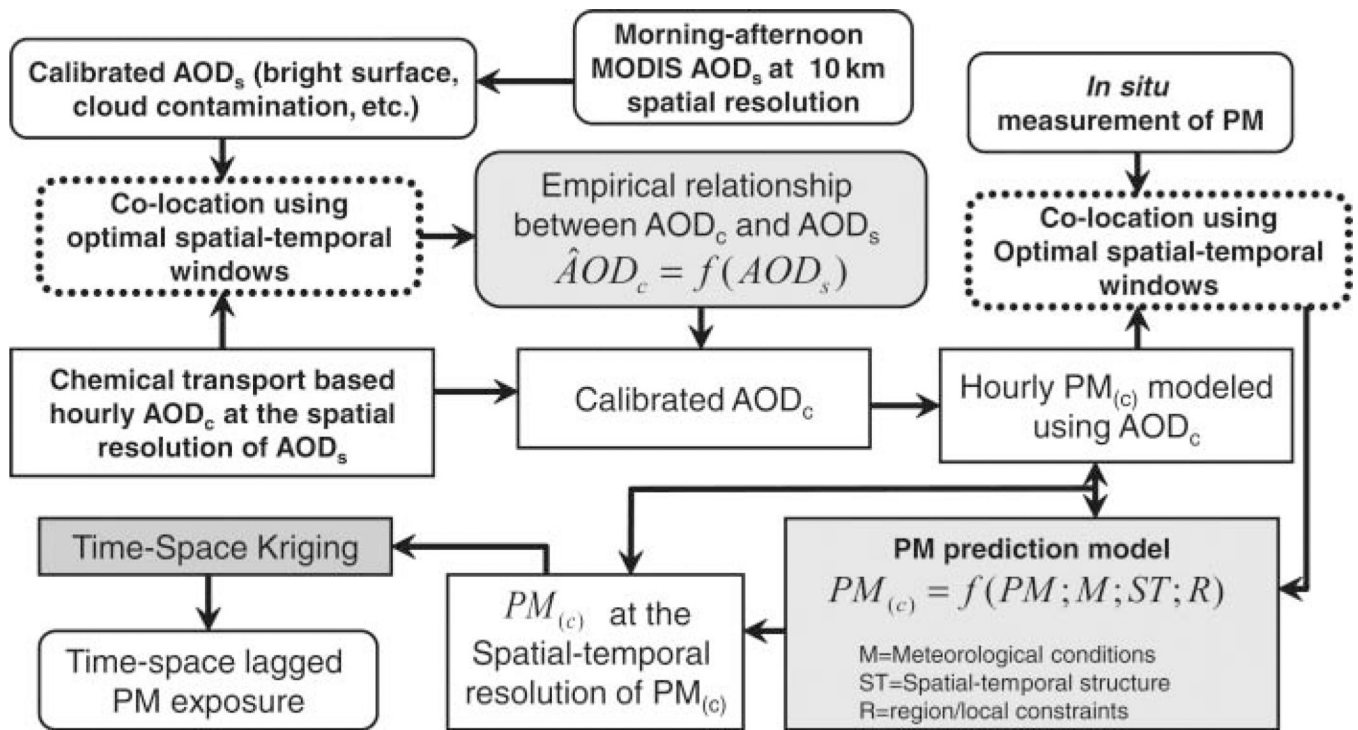 Morning-afternoon
MODIS AODs at 10 km
spatial resolution
Calibrated AODs (bright surface,
cloud contamination, etc.)
In situ
measurement of PM
Co-location using
optimal spatial-temporal
windows
Empirical relationship
between AODc and AODs
ÂODc = f(AODs)
Co-location using
Optimal spatial-temporal
windows
Chemical transport based
hourly AODc at the spatial
resolution of AODs
Calibrated AODc
Hourly PM(c) modeled
using AODc
Time-Space Kriging
PM(c) at the
Spatial-temporal
resolution of PM(c)
PM prediction model
PM(c) = f(PM;M;ST;R)
M=Meteorological conditions
ST=Spatial-temporal structure
R=region/local constraints
Time-space lagged
PM exposure